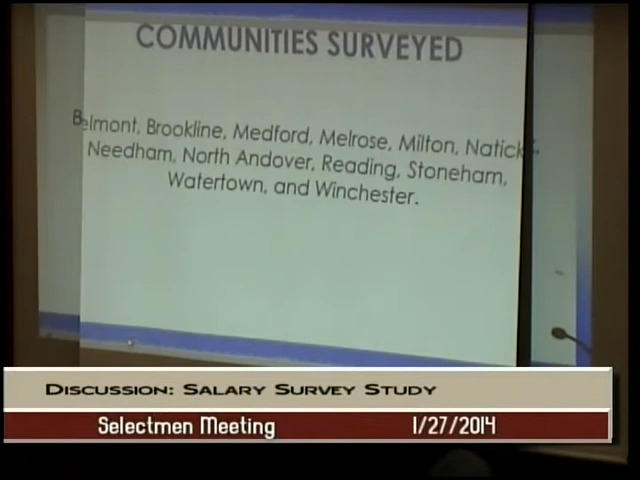 COMMUNITIES SURVEYED
Belmont, Brookline, Medford, Melrose, Milton, Natick,
Needham, North Andover, Reading, Stoneham,
Watertown, and Winchester.
Discussion: Salary Survey Study
Selectmen Meeting 1/27/2014